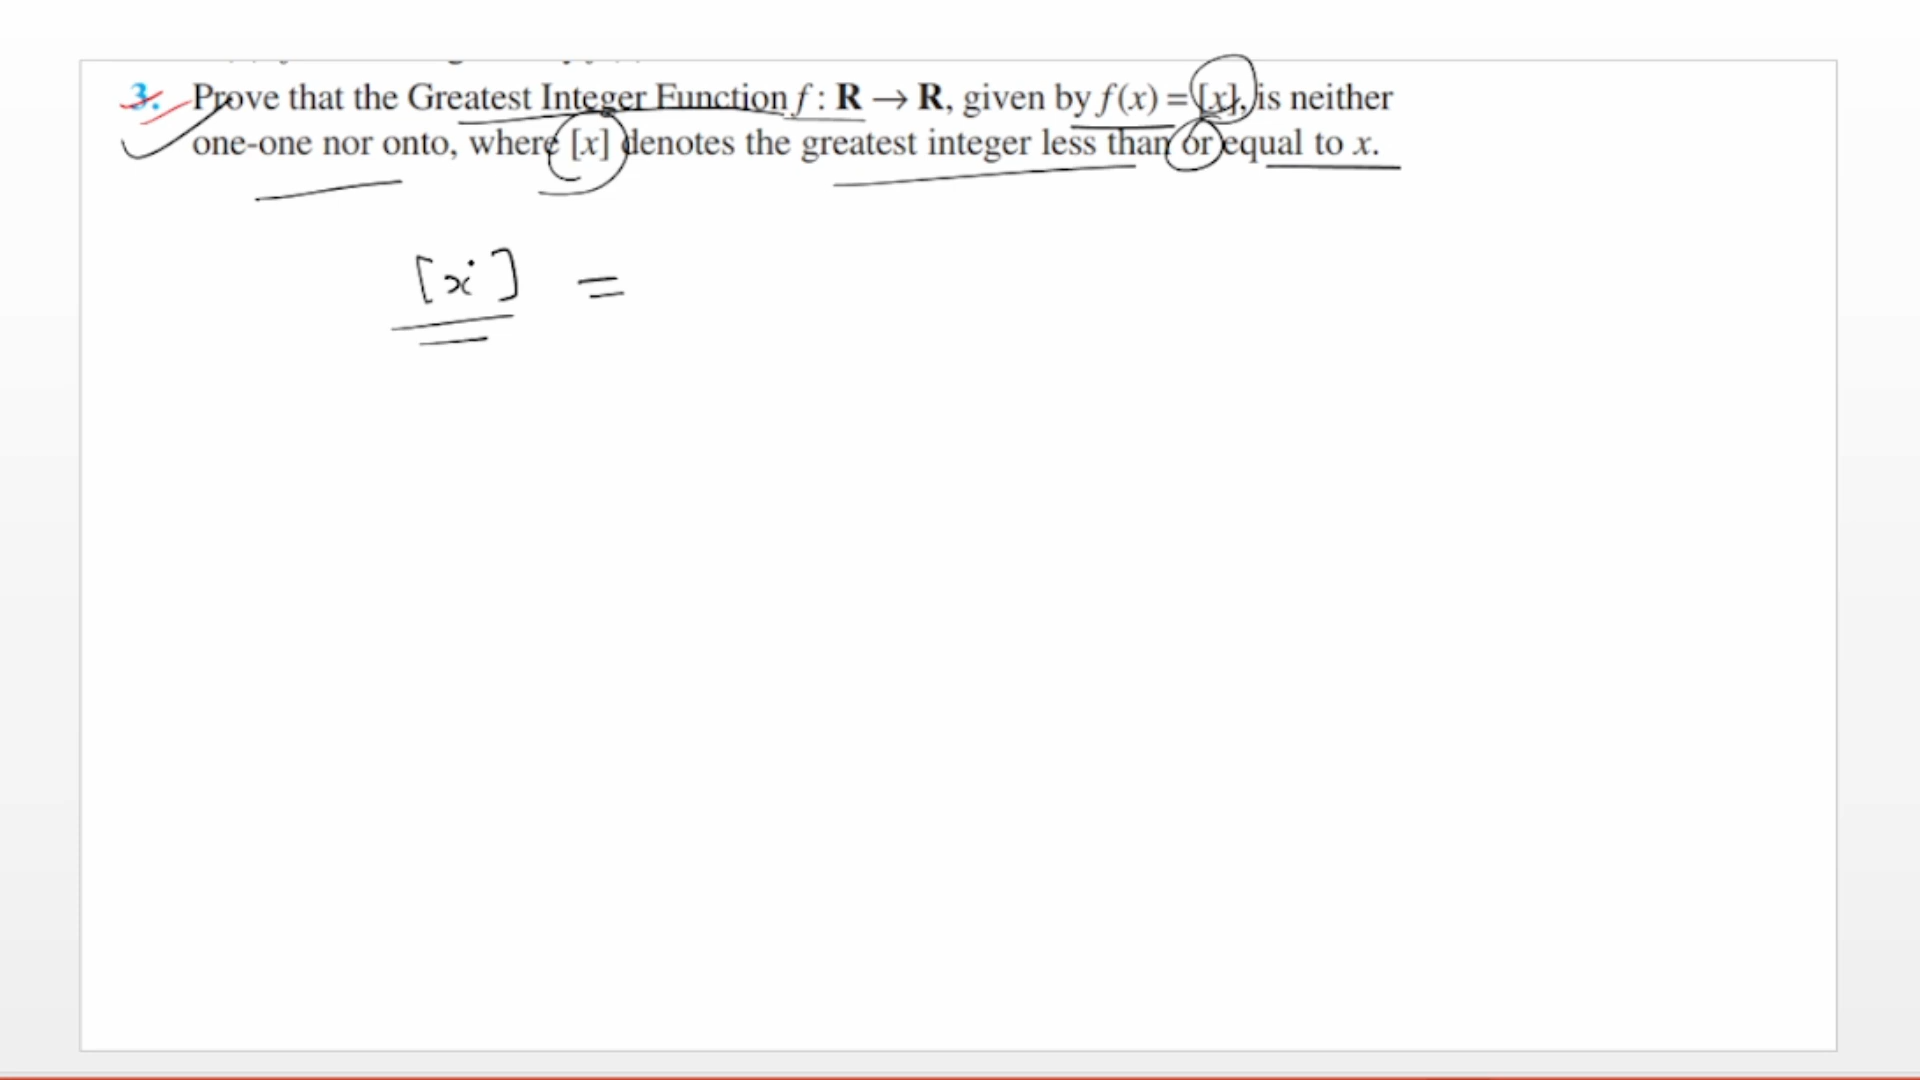 3. Prove that the Greatest Integer Function f : R → R, given by f(x) = [x], is neither
one-one nor onto, where [x] denotes the greatest integer less than or equal to x.
[x] =